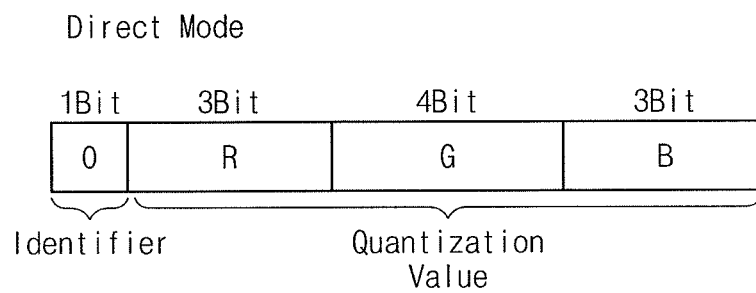 Direct Mode
1Bit 3Bit 4Bit 3Bit
0 R G B
Identifier Quantization
Value